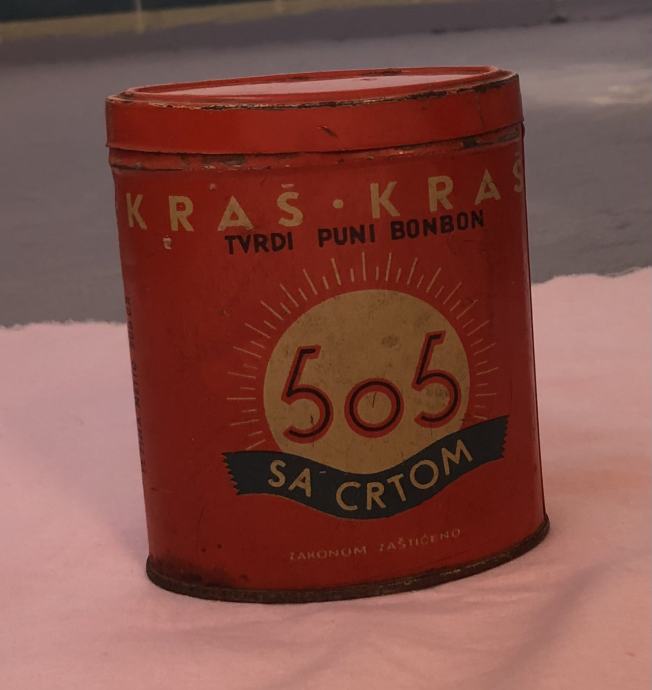 KRAŠ · KRAŠ
TVRDI PUNI BONBON
505
SA CRTOM
ZAKONOM ZAŠTIĆENO